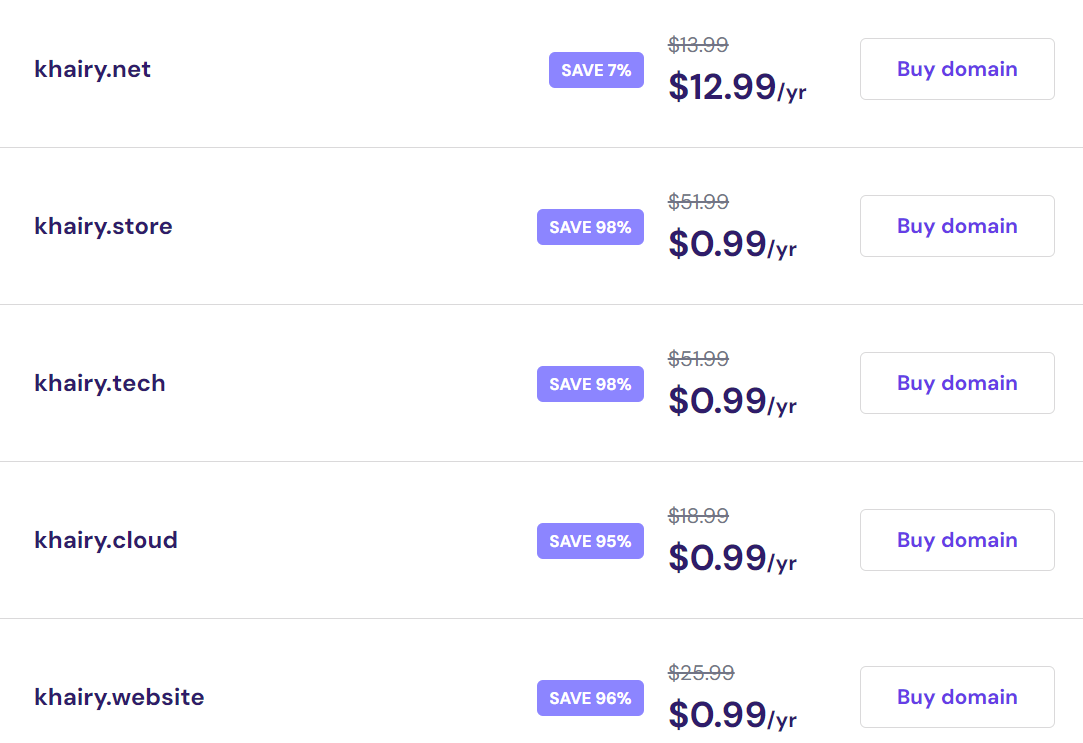 khairy.net
SAVE 7%
$13.99
$12.99/yr
Buy domain
khairy.store
SAVE 98%
$51.99
$0.99/yr
Buy domain
khairy.tech
SAVE 98%
$51.99
$0.99/yr
Buy domain
khairy.cloud
SAVE 95%
$18.99
$0.99/yr
Buy domain
khairy.website
SAVE 96%
$25.99
$0.99/yr
Buy domain